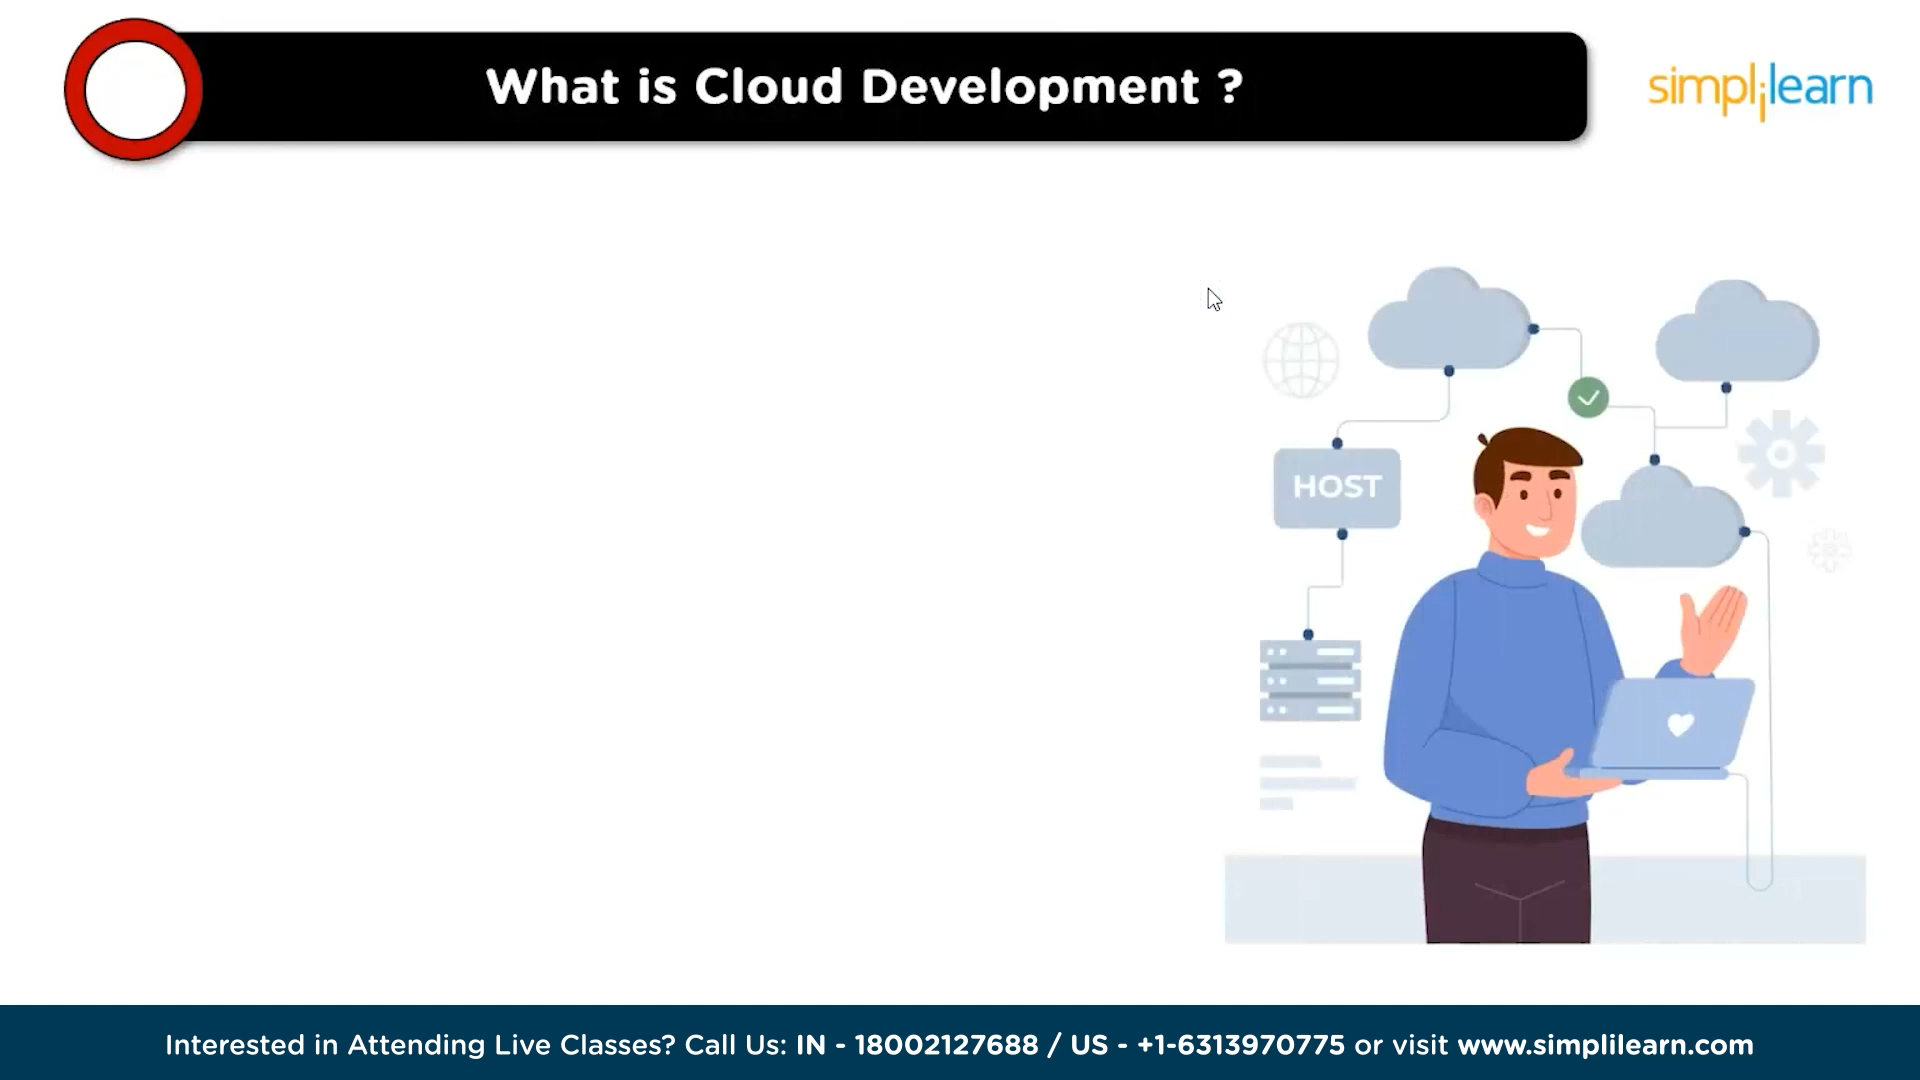 What is Cloud Development ?
simplilearn
HOST
Interested in Attending Live Classes? Call Us: IN - 18002127688 / US - +1-6313970775 or visit www.simplilearn.com